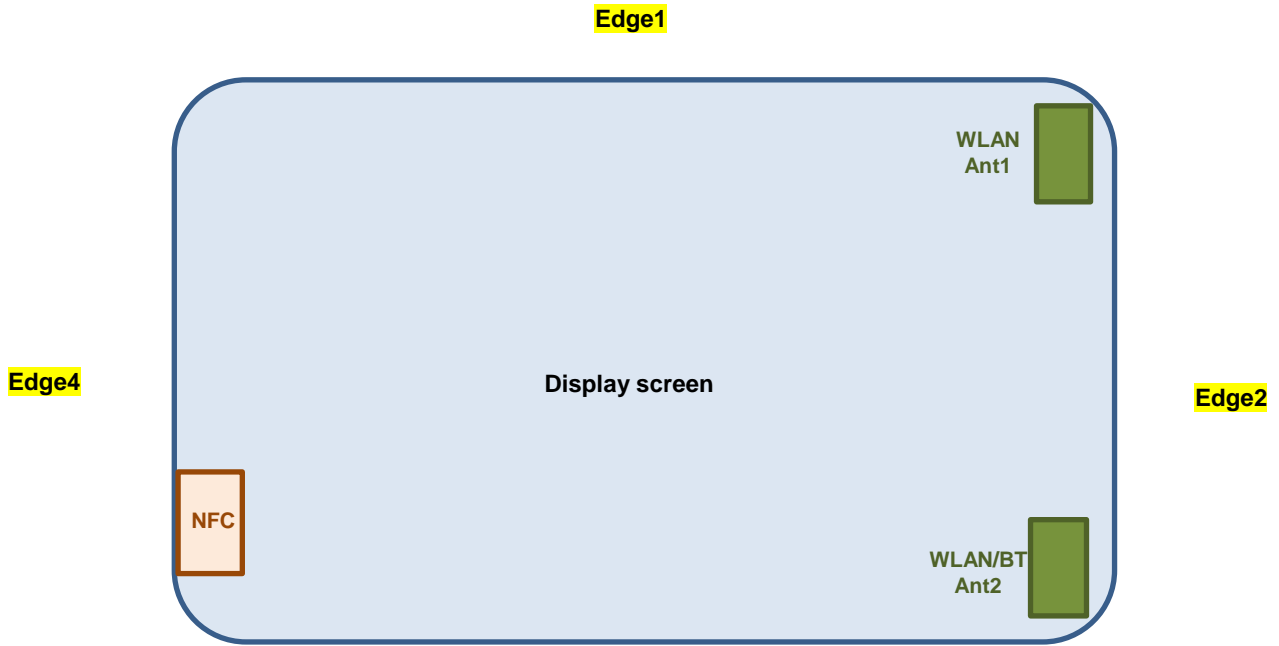 Edge1
WLAN
Ant1
Edge4
Display screen
Edge2
NFC
WLAN/BT
Ant2